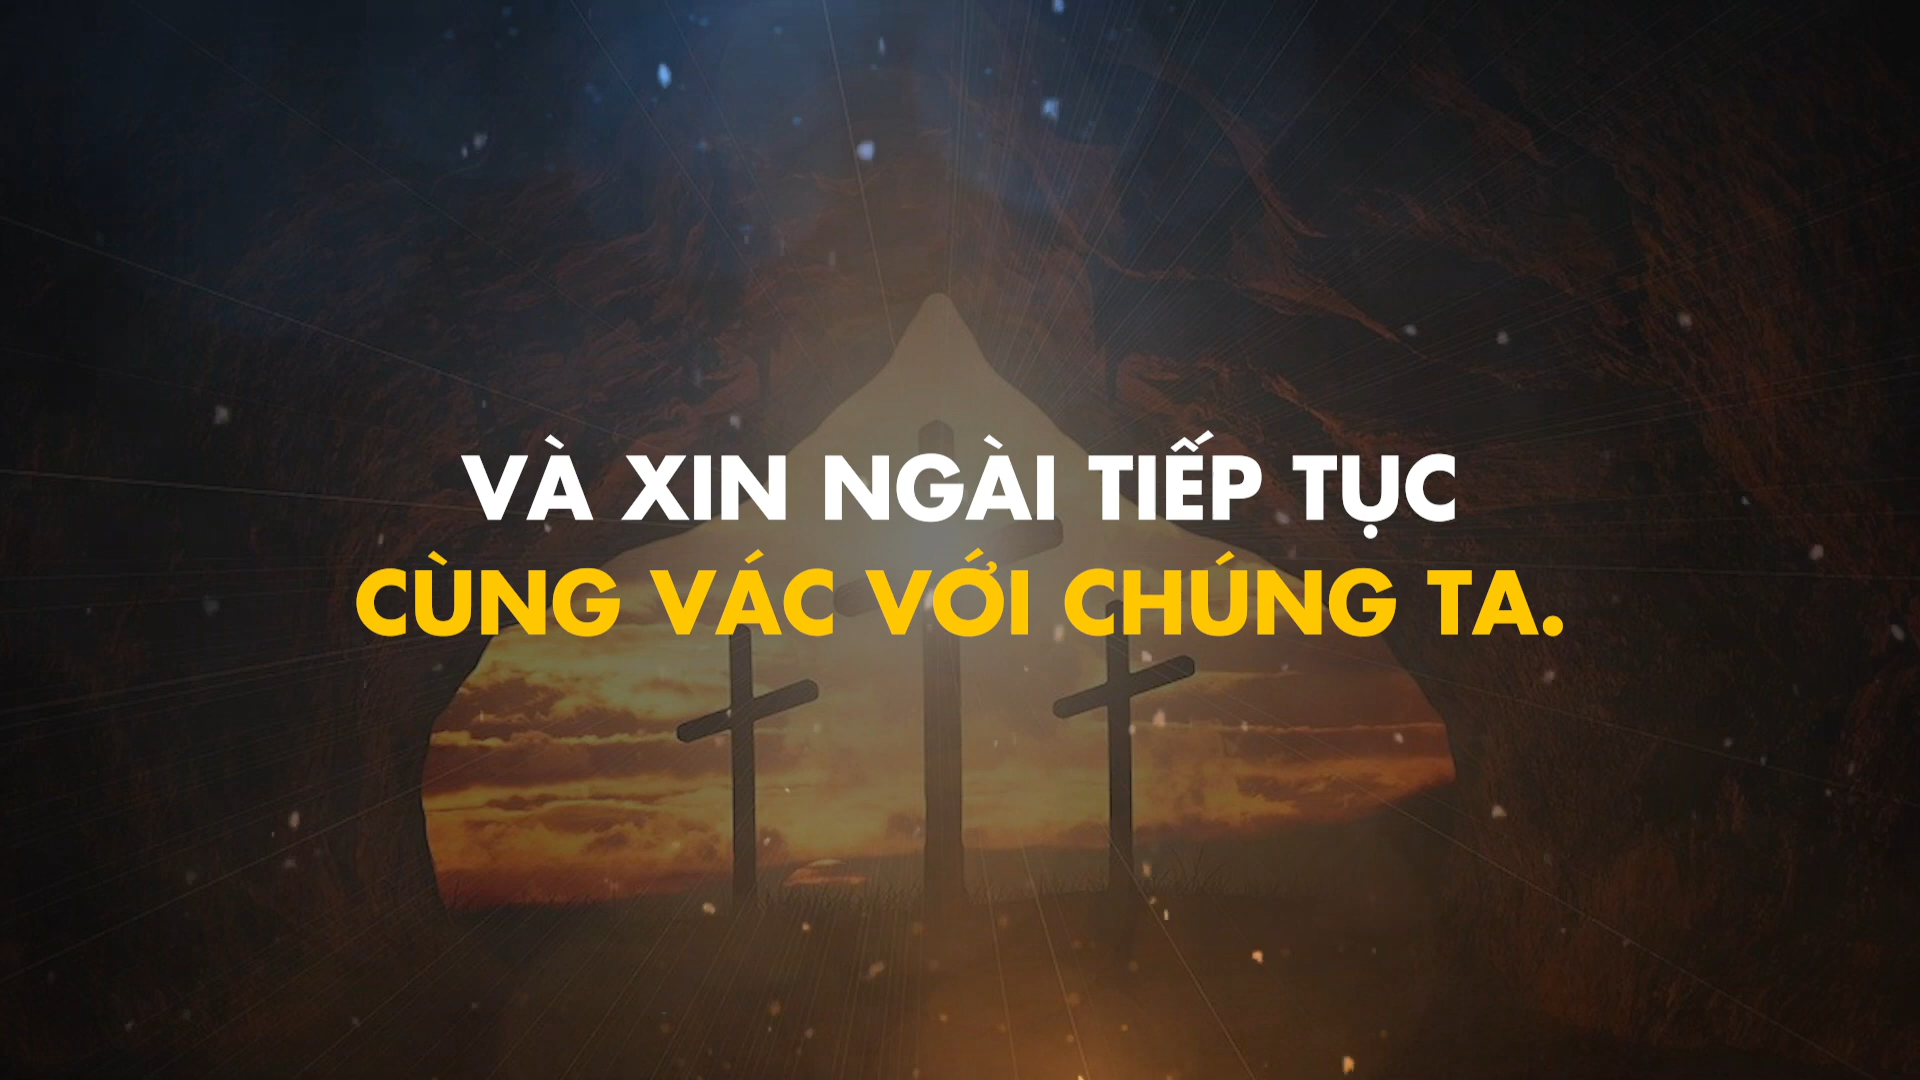 VÀ XIN NGÀI TIẾP TỤC
CÙNG VÁC VỚI CHÚNG TA.